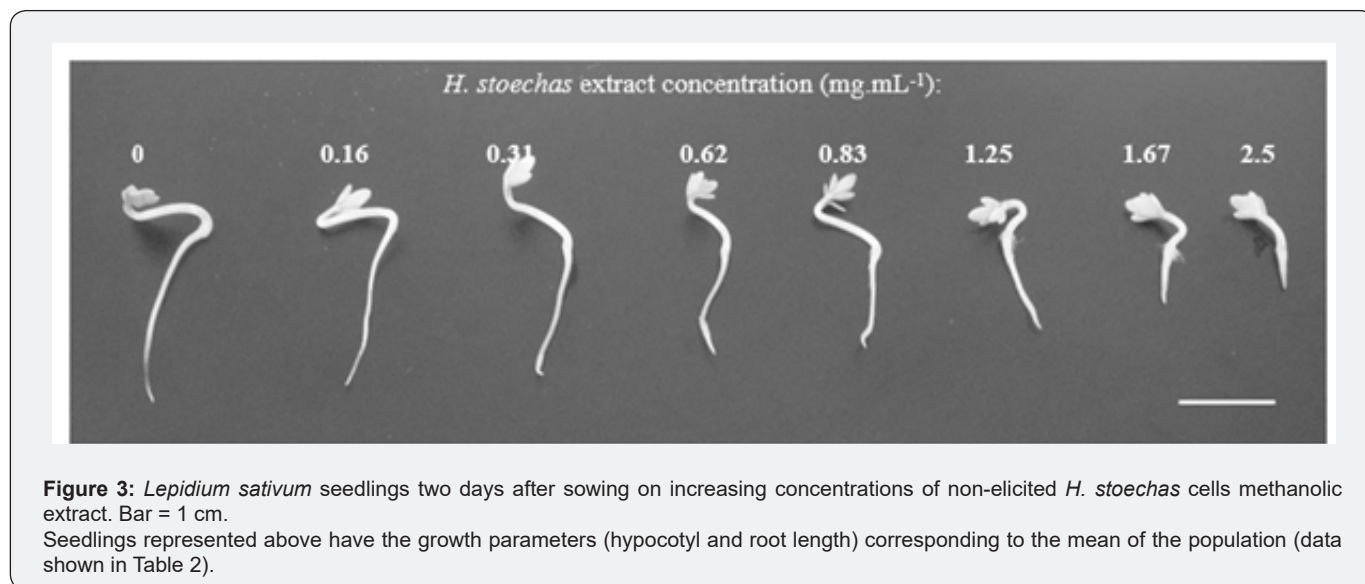 H. stoechas extract concentration (mg.mL-1):
0 0.16 0.31 0.62 0.83 1.25 1.67 2.5
Figure 3: Lepidium sativum seedlings two days after sowing on increasing concentrations of non-elicited H. stoechas cells methanolic
extract. Bar = 1 cm.
Seedlings represented above have the growth parameters (hypocotyl and root length) corresponding to the mean of the population (data
shown in Table 2).